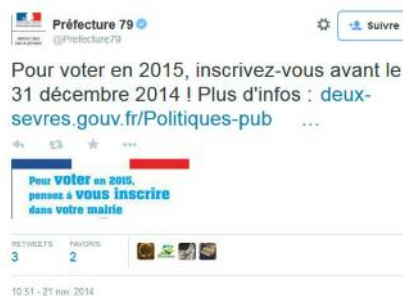 Préfecture 79
@Prefecture79
Suivre
Pour voter en 2015, inscrivez-vous avant le
31 décembre 2014 ! Plus d'infos : deux-
sevres.gouv.fr/Politiques-pub ...
Pour voter en 2015,
pensez à vous inscrire
dans votre mairie
RETWEETS FAVORIS
3 2
10:51 - 21 nov. 2014